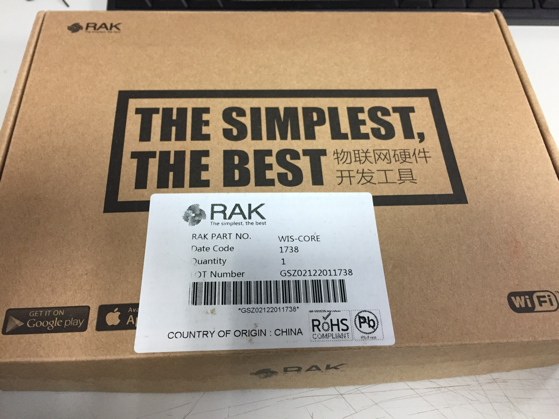 RAK
THE SIMPLEST,
THE BEST 物联网硬件
开发工具
RAK
The simplest, the best
RAK PART NO. WIS-CORE
Date Code 1738
Quantity 1
LOT Number GSZ02122011738
*GSZ02122011738*
COUNTRY OF ORIGIN : CHINA
RoHS
COMPLIANT
Pb
GET IT ON
Google play
WiFi
RAK